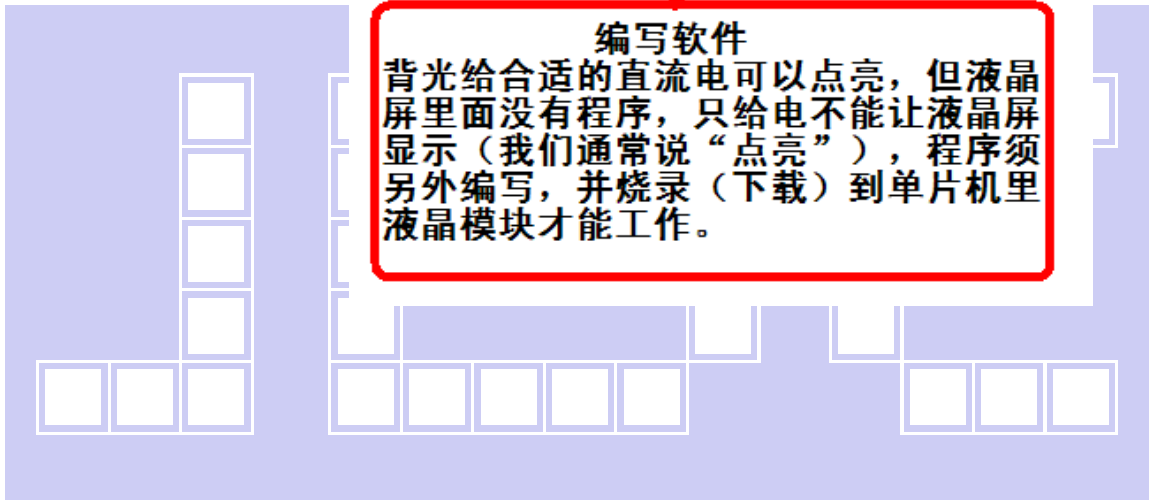 编写软件
背光给合适的直流电可以点亮，但液晶
屏里面没有程序，只给电不能让液晶屏
显示（我们通常说“点亮”），程序须
另外编写，并烧录（下载）到单片机里
液晶模块才能工作。